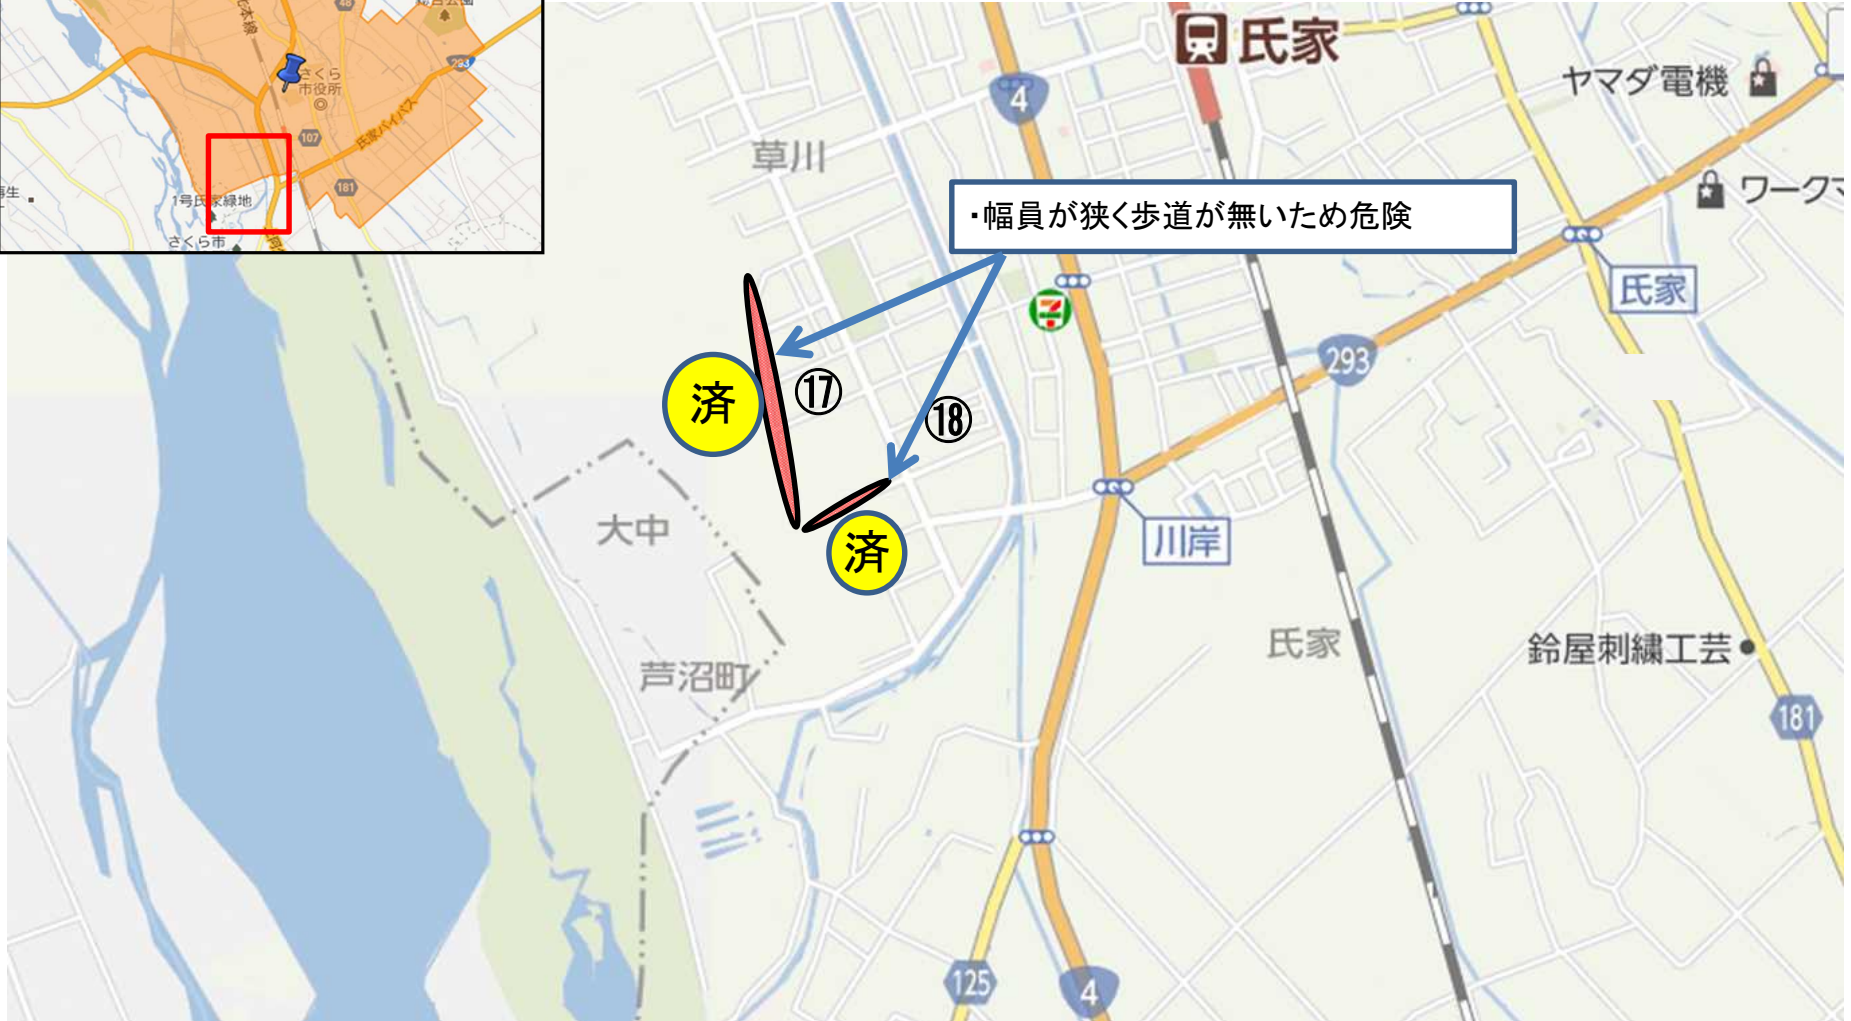 48
293
さくら
市役所
107
氏家バイパス
181
1号氏家緑地
さくら市
氏家
4
ヤマダ電機
草川
ワークマ
・幅員が狭く歩道が無いため危険
氏家
293
済
⑰
⑱
大中
済
川岸
氏家
鈴屋刺繍工芸
芦沼町
181
125
4